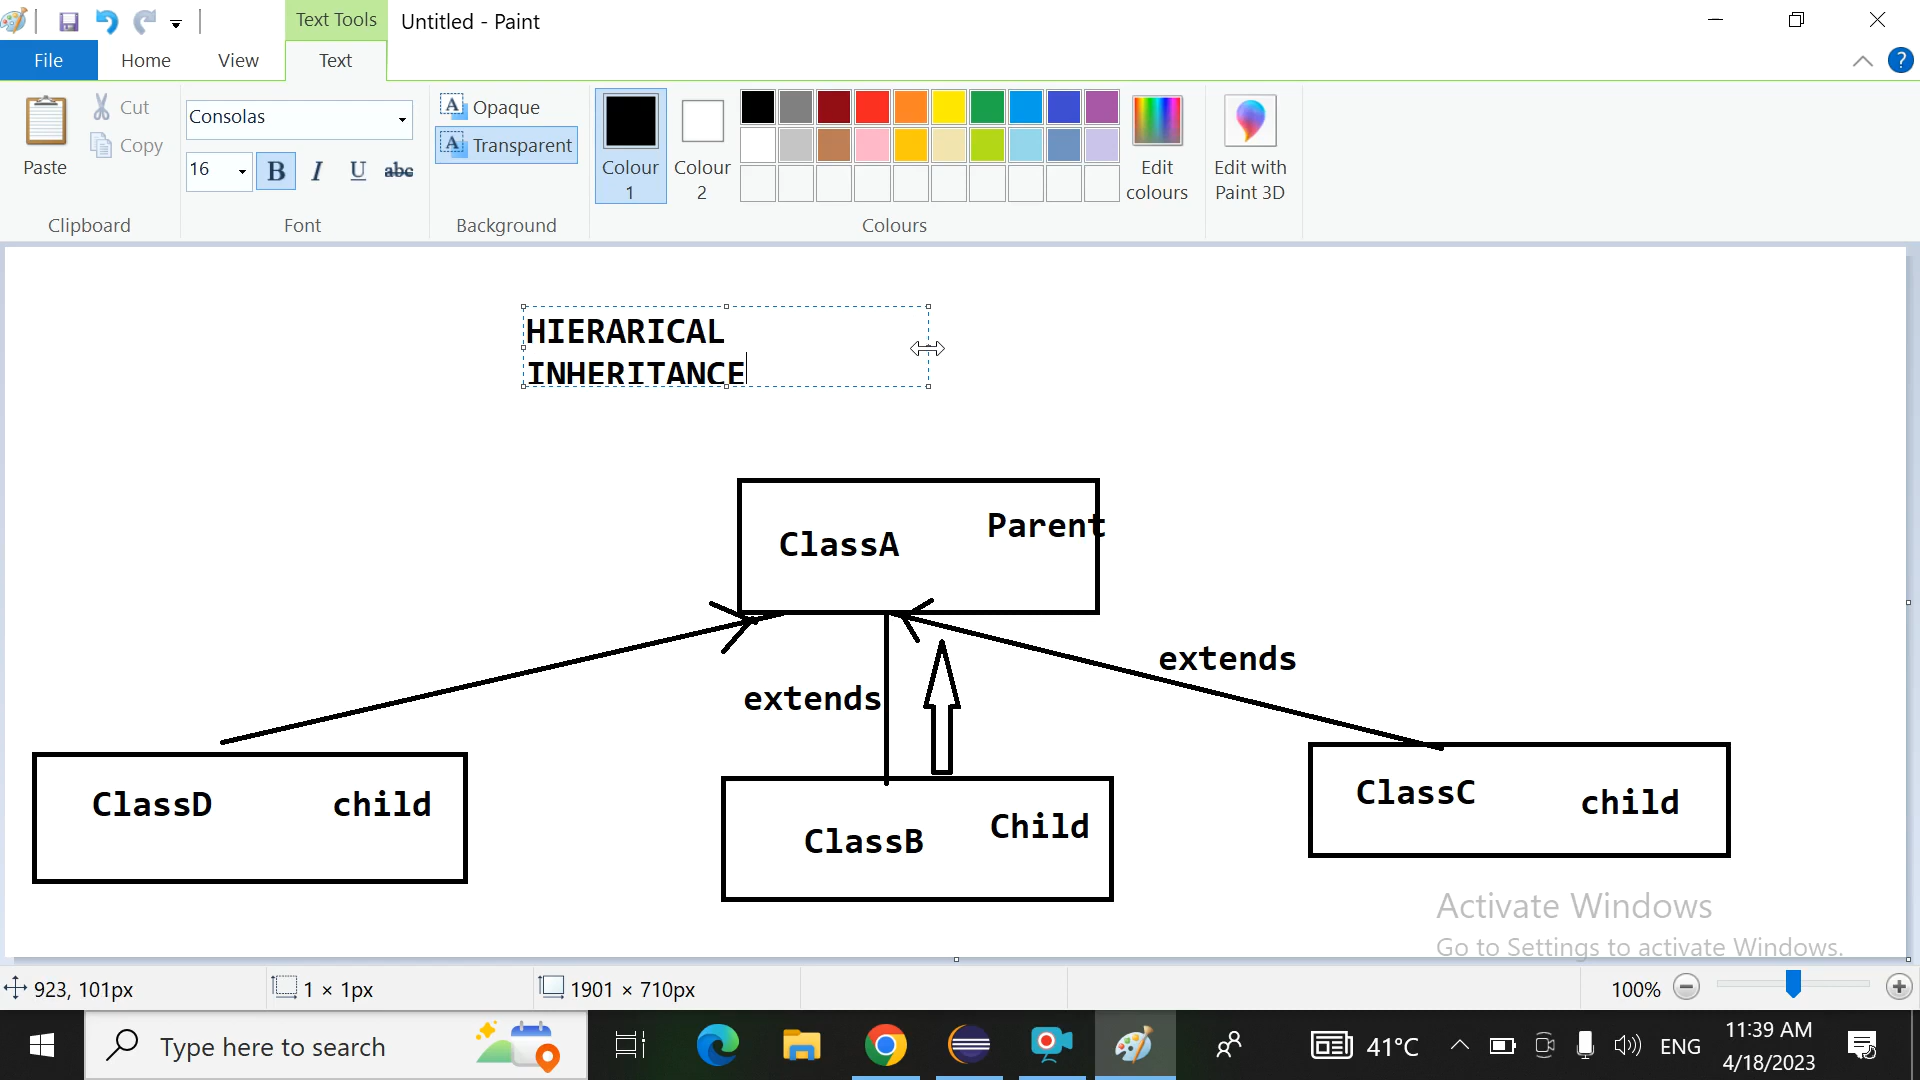 Text Tools
Untitled - Paint
File
Home
View
Text
?
Paste
Cut
Copy
Clipboard
Consolas
16
B
I
U
abc
Font
A Opaque
A Transparent
Background
Colour
1
Colour
2
Colours
Edit
colours
Edit with
Paint 3D
HIERARICAL
INHERITANCE
ClassA
Parent
extends
extends
ClassD
child
ClassB
Child
ClassC
child
Activate Windows
Go to Settings to activate Windows.
923, 101px
1 × 1px
1901 × 710px
100%
Type here to search
41°C
ENG
11:39 AM
4/18/2023